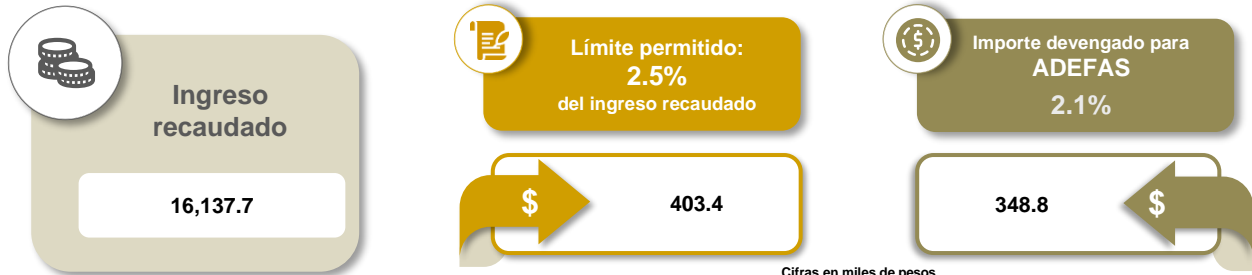 Ingreso
recaudado
16,137.7
Límite permitido:
2.5%
del ingreso recaudado
$
403.4
Importe devengado para
ADEFAS
2.1%
348.8
$
Cifras en miles de pesos